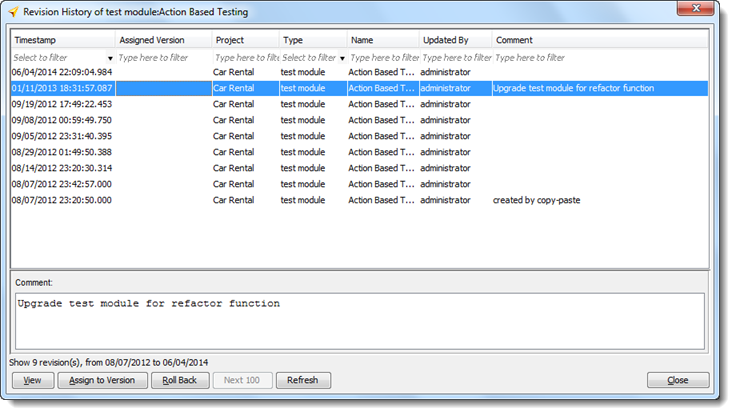 Revision History of test module:Action Based Testing
Timestamp Assigned Version Project Type Name Updated By Comment
Select to filter Type here to filter Type here to filt Select to filter Type here to filter Type here to filter Type here to filter
06/04/2014 22:09:04.984 Car Rental test module Action Based T... administrator
01/11/2013 18:31:57.087 Car Rental test module Action Based T... administrator Upgrade test module for refactor function
09/19/2012 17:49:22.453 Car Rental test module Action Based T... administrator
09/08/2012 00:59:49.750 Car Rental test module Action Based T... administrator
09/05/2012 23:31:40.395 Car Rental test module Action Based T... administrator
08/29/2012 01:49:50.388 Car Rental test module Action Based T... administrator
08/14/2012 23:20:30.314 Car Rental test module Action Based T... administrator
08/07/2012 23:42:57.000 Car Rental test module Action Based T... administrator
08/07/2012 23:20:50.000 Car Rental test module Action Based T... administrator created by copy-paste
Comment:
Upgrade test module for refactor function
Show 9 revision(s), from 08/07/2012 to 06/04/2014
View Assign to Version Roll Back Next 100 Refresh Close